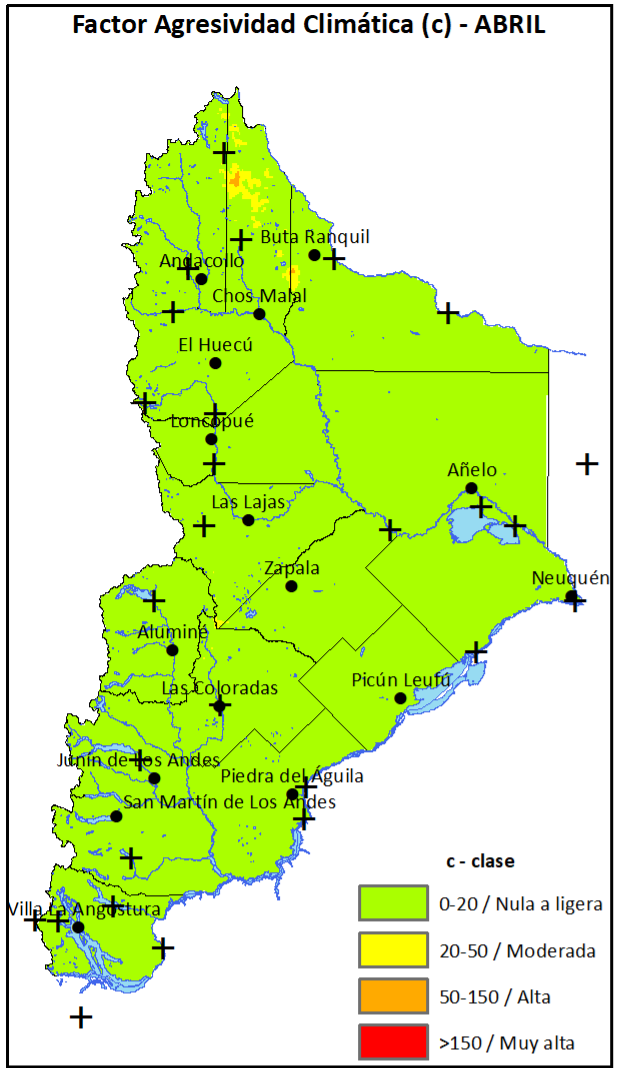 Factor Agresividad Climática (c) - ABRIL
Buta Ranquil
Andacollo
Chos Malal
El Huecú
Loncopué
Añelo
Las Lajas
Zapala
Neuquén
Aluminé
Las Coloradas
Picún Leufú
Junín de Los Andes
Piedra del Águila
San Martín de Los Andes
Villa La Angostura
c - clase
0-20 / Nula a ligera
20-50 / Moderada
50-150 / Alta
>150 / Muy alta